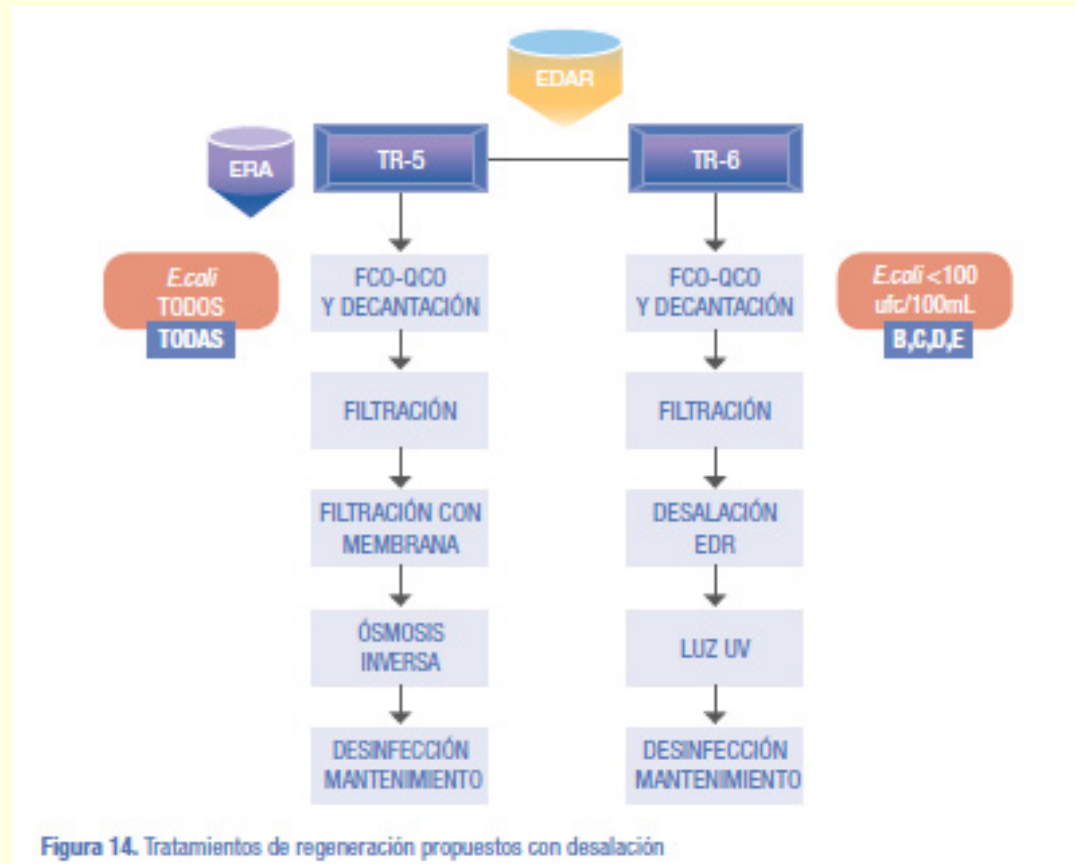 EDAR
ERA
TR-5
TR-6
E.coli
TODOS
TODAS
FCO-QCO
Y DECANTACIÓN
FCO-QCO
Y DECANTACIÓN
E.coli <100
ufc/100mL
B,C,D,E
FILTRACIÓN
FILTRACIÓN
FILTRACIÓN CON
MEMBRANA
DESALACIÓN
EDR
ÓSMOSIS
INVERSA
LUZ UV
DESINFECCIÓN
MANTENIMIENTO
DESINFECCIÓN
MANTENIMIENTO
Figura 14. Tratamientos de regeneración propuestos con desalación